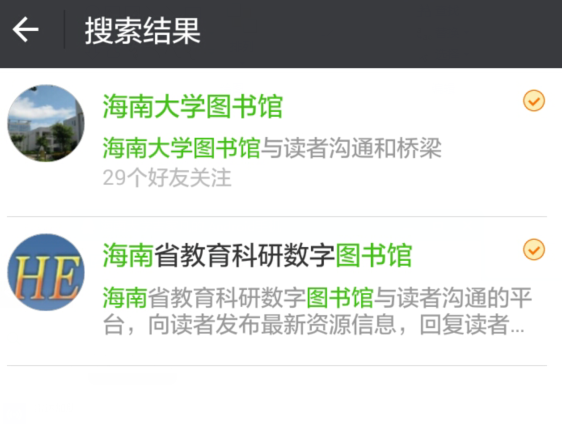 搜索结果
海南大学图书馆
海南大学图书馆与读者沟通和桥梁
29个好友关注
HE
海南省教育科研数字图书馆
海南省教育科研数字图书馆与读者沟通的平
台，向读者发布最新资源信息，回复读者...